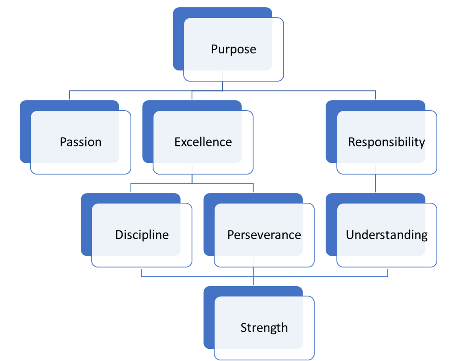 Purpose
Passion
Excellence
Responsibility
Discipline
Perseverance
Understanding
Strength